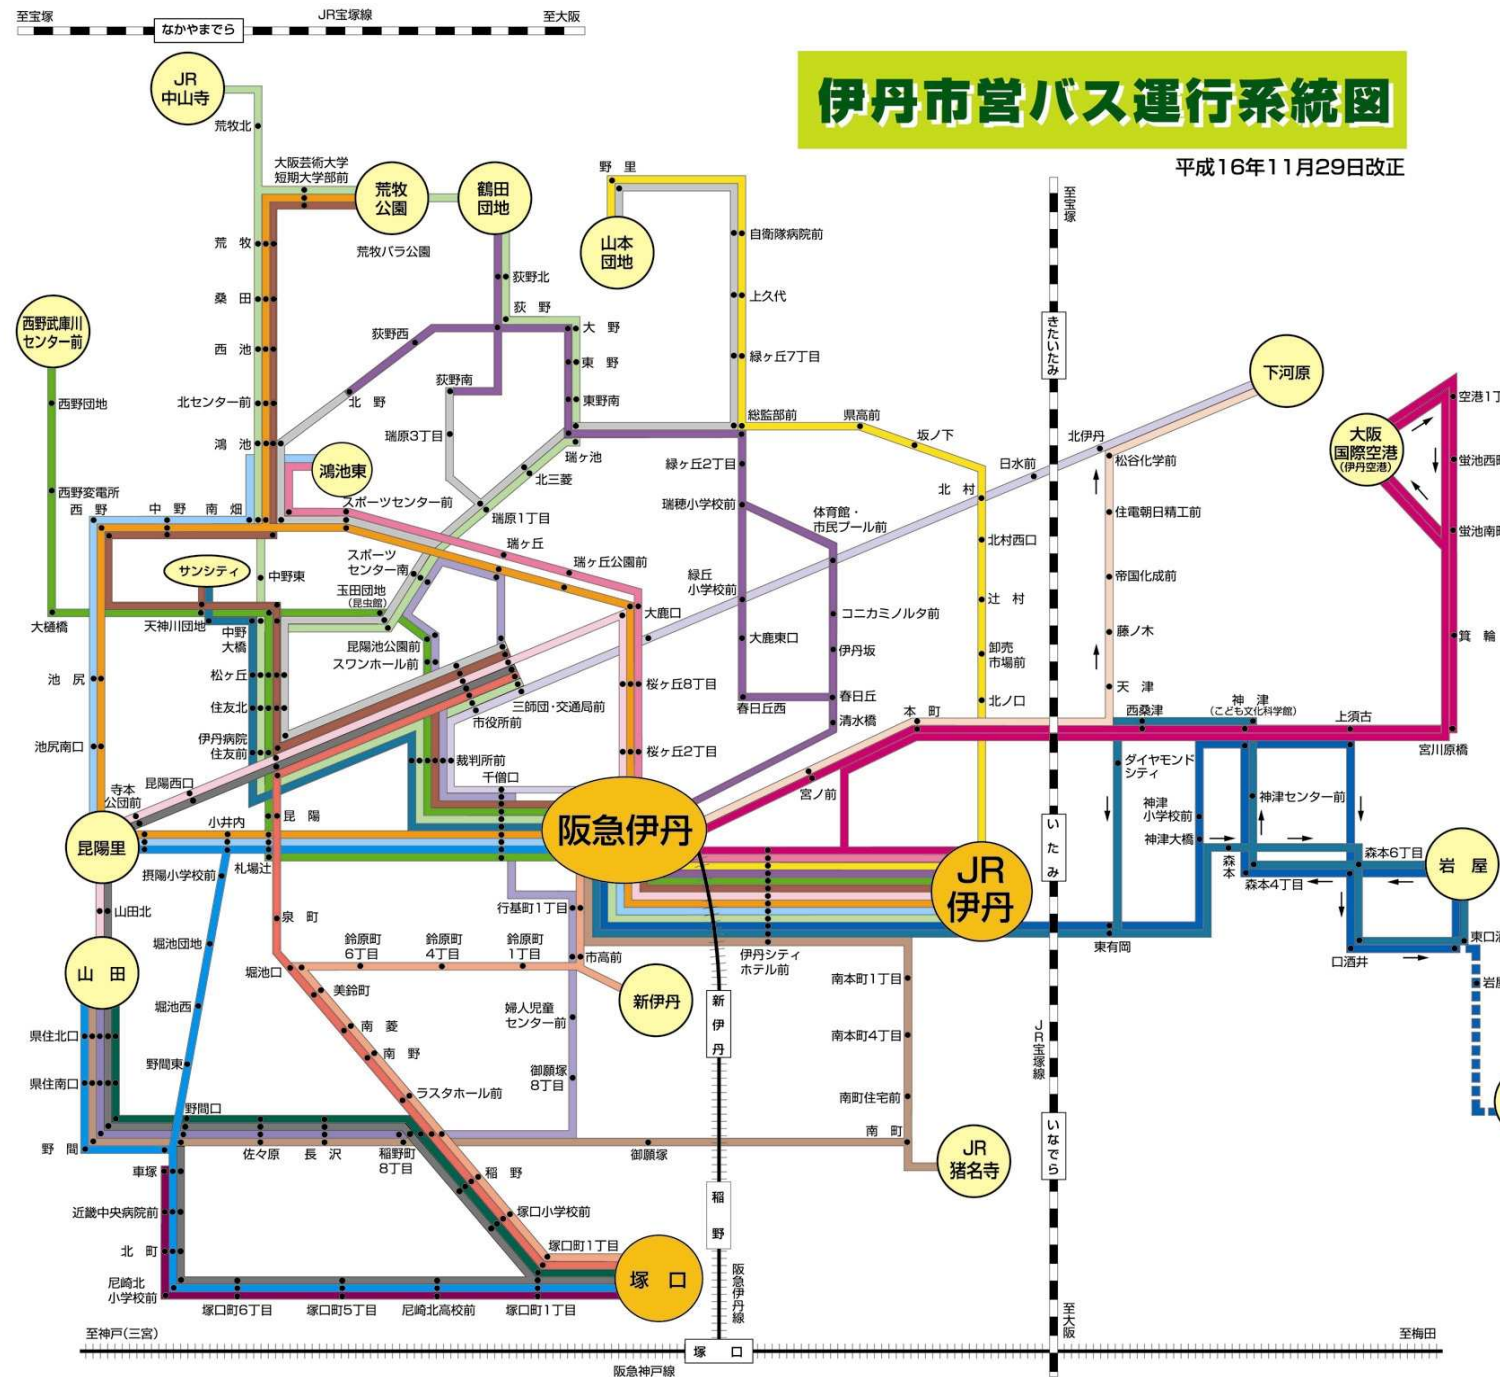 至宝塚
JR宝塚線
至大阪
なかやまでら
伊丹市営バス運行系統図
平成16年11月29日改正
JR
中山寺
荒牧北
大阪芸術大学
短期大学部前
荒牧
公園
荒牧バラ公園
鶴田
団地
野里
山本
団地
自衛隊病院前
上久代
緑ヶ丘7丁目
総監部前
県高前
坂ノ下
至宝塚
きたいたみ
下河原
荒牧
桑田
西池
北センター前
鴻池
荻野北
荻野
荻野西
大野
東野
東野南
荻野南
北野
瑞原3丁目
瑞ヶ池
北三菱
瑞原1丁目
西野武庫川
センター前
西野団地
西野変電所
西野
中野
南畑
鴻池東
スポーツセンター前
スポーツ
センター南
瑞ヶ丘
瑞ヶ丘公園前
緑ヶ丘2丁目
瑞穂小学校前
体育館・
市民プール前
緑丘
小学校前
コニカミノルタ前
大鹿東口
伊丹坂
春日丘西
春日丘
清水橋
日水前
北村
北伊丹
松谷化学前
住電朝日精工前
帝国化成前
藤ノ木
天津
北村西口
辻村
卸売
市場前
北ノ口
大阪
国際空港
(伊丹空港)
空港1丁
蛍池西町
蛍池南町
箕輪
宮川原橋
サンシティ
中野東
玉田団地
(昆虫館)
大樋橋
天神川団地
中野
大橋
昆陽池公園前
スワンホール前
大鹿口
池尻
松ヶ丘
住友北
伊丹病院
住友前
池尻南口
三師団・交通局前
市役所前
桜ヶ丘8丁目
桜ヶ丘2丁目
裁判所前
千僧口
寺本
公団前
昆陽西口
昆陽里
小井内
昆陽
札場辻
阪急伊丹
本町
宮ノ前
西桑津
神津
(こども文化科学館)
上須古
ダイヤモンド
シティ
神津
小学校前
神津センター前
神津大橋
森本
森本4丁目
森本6丁目
岩屋
口酒井
東口酒
岩屋
東有岡
いたみ
JR
伊丹
伊丹シティ
ホテル前
摂陽小学校前
山田北
堀池団地
山田
堀池西
野間東
県住北口
県住南口
野間口
野間
行基町1丁目
市高前
泉町
堀池口
鈴原町
6丁目
鈴原町
4丁目
鈴原町
1丁目
新伊丹
美鈴町
南菱
南野
ラスタホール前
婦人児童
センター前
御願塚
8丁目
新伊丹
南本町1丁目
南本町4丁目
南町住宅前
南町
JR
猪名寺
JR宝塚線
いなでら
佐々原
長沢
稲野町
8丁目
御願塚
車塚
近畿中央病院前
北町
尼崎北
小学校前
稲野
塚口小学校前
塚口町1丁目
塚口
稲野
阪急伊丹線
塚口町6丁目
塚口町5丁目
尼崎北高校前
塚口町1丁目
至大阪
至神戸(三宮)
塚口
阪急神戸線
至梅田